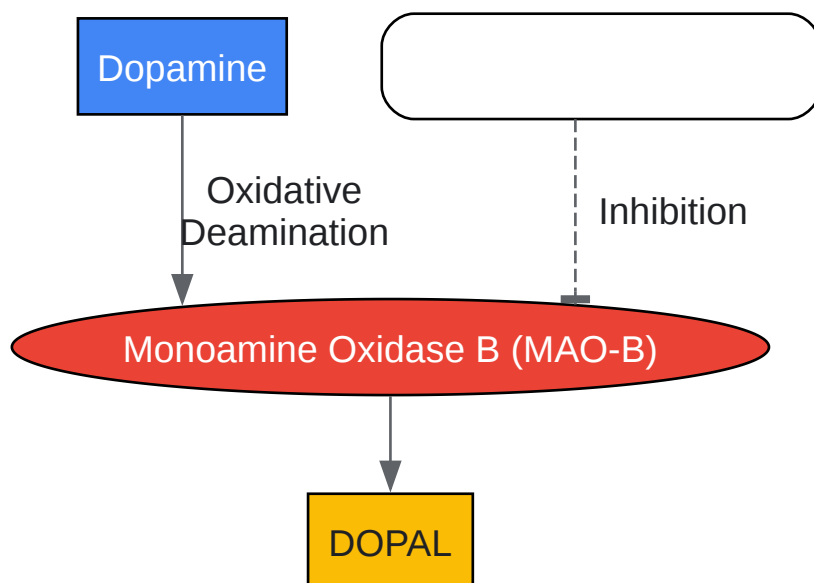 Dopamine
Oxidative
Deamination
Inhibition
Monoamine Oxidase B (MAO-B)
DOPAL